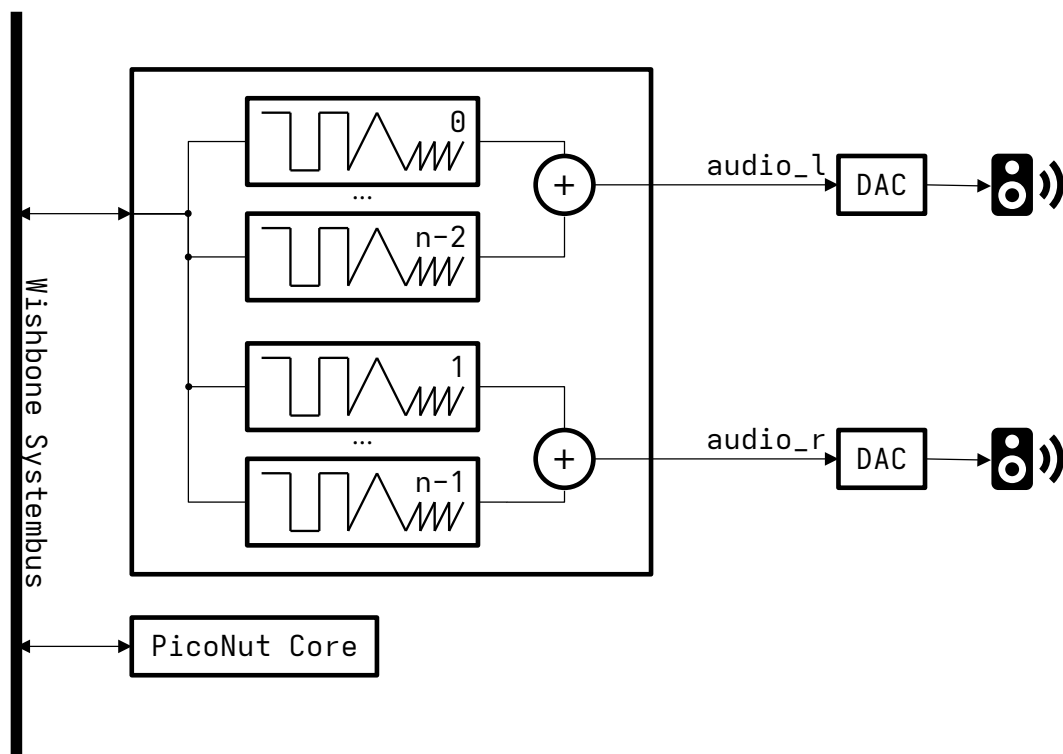 0
...
n-2
1
...
n-1
+
+
audio_l
DAC
audio_r
DAC
Wishbone Systembus
PicoNut Core